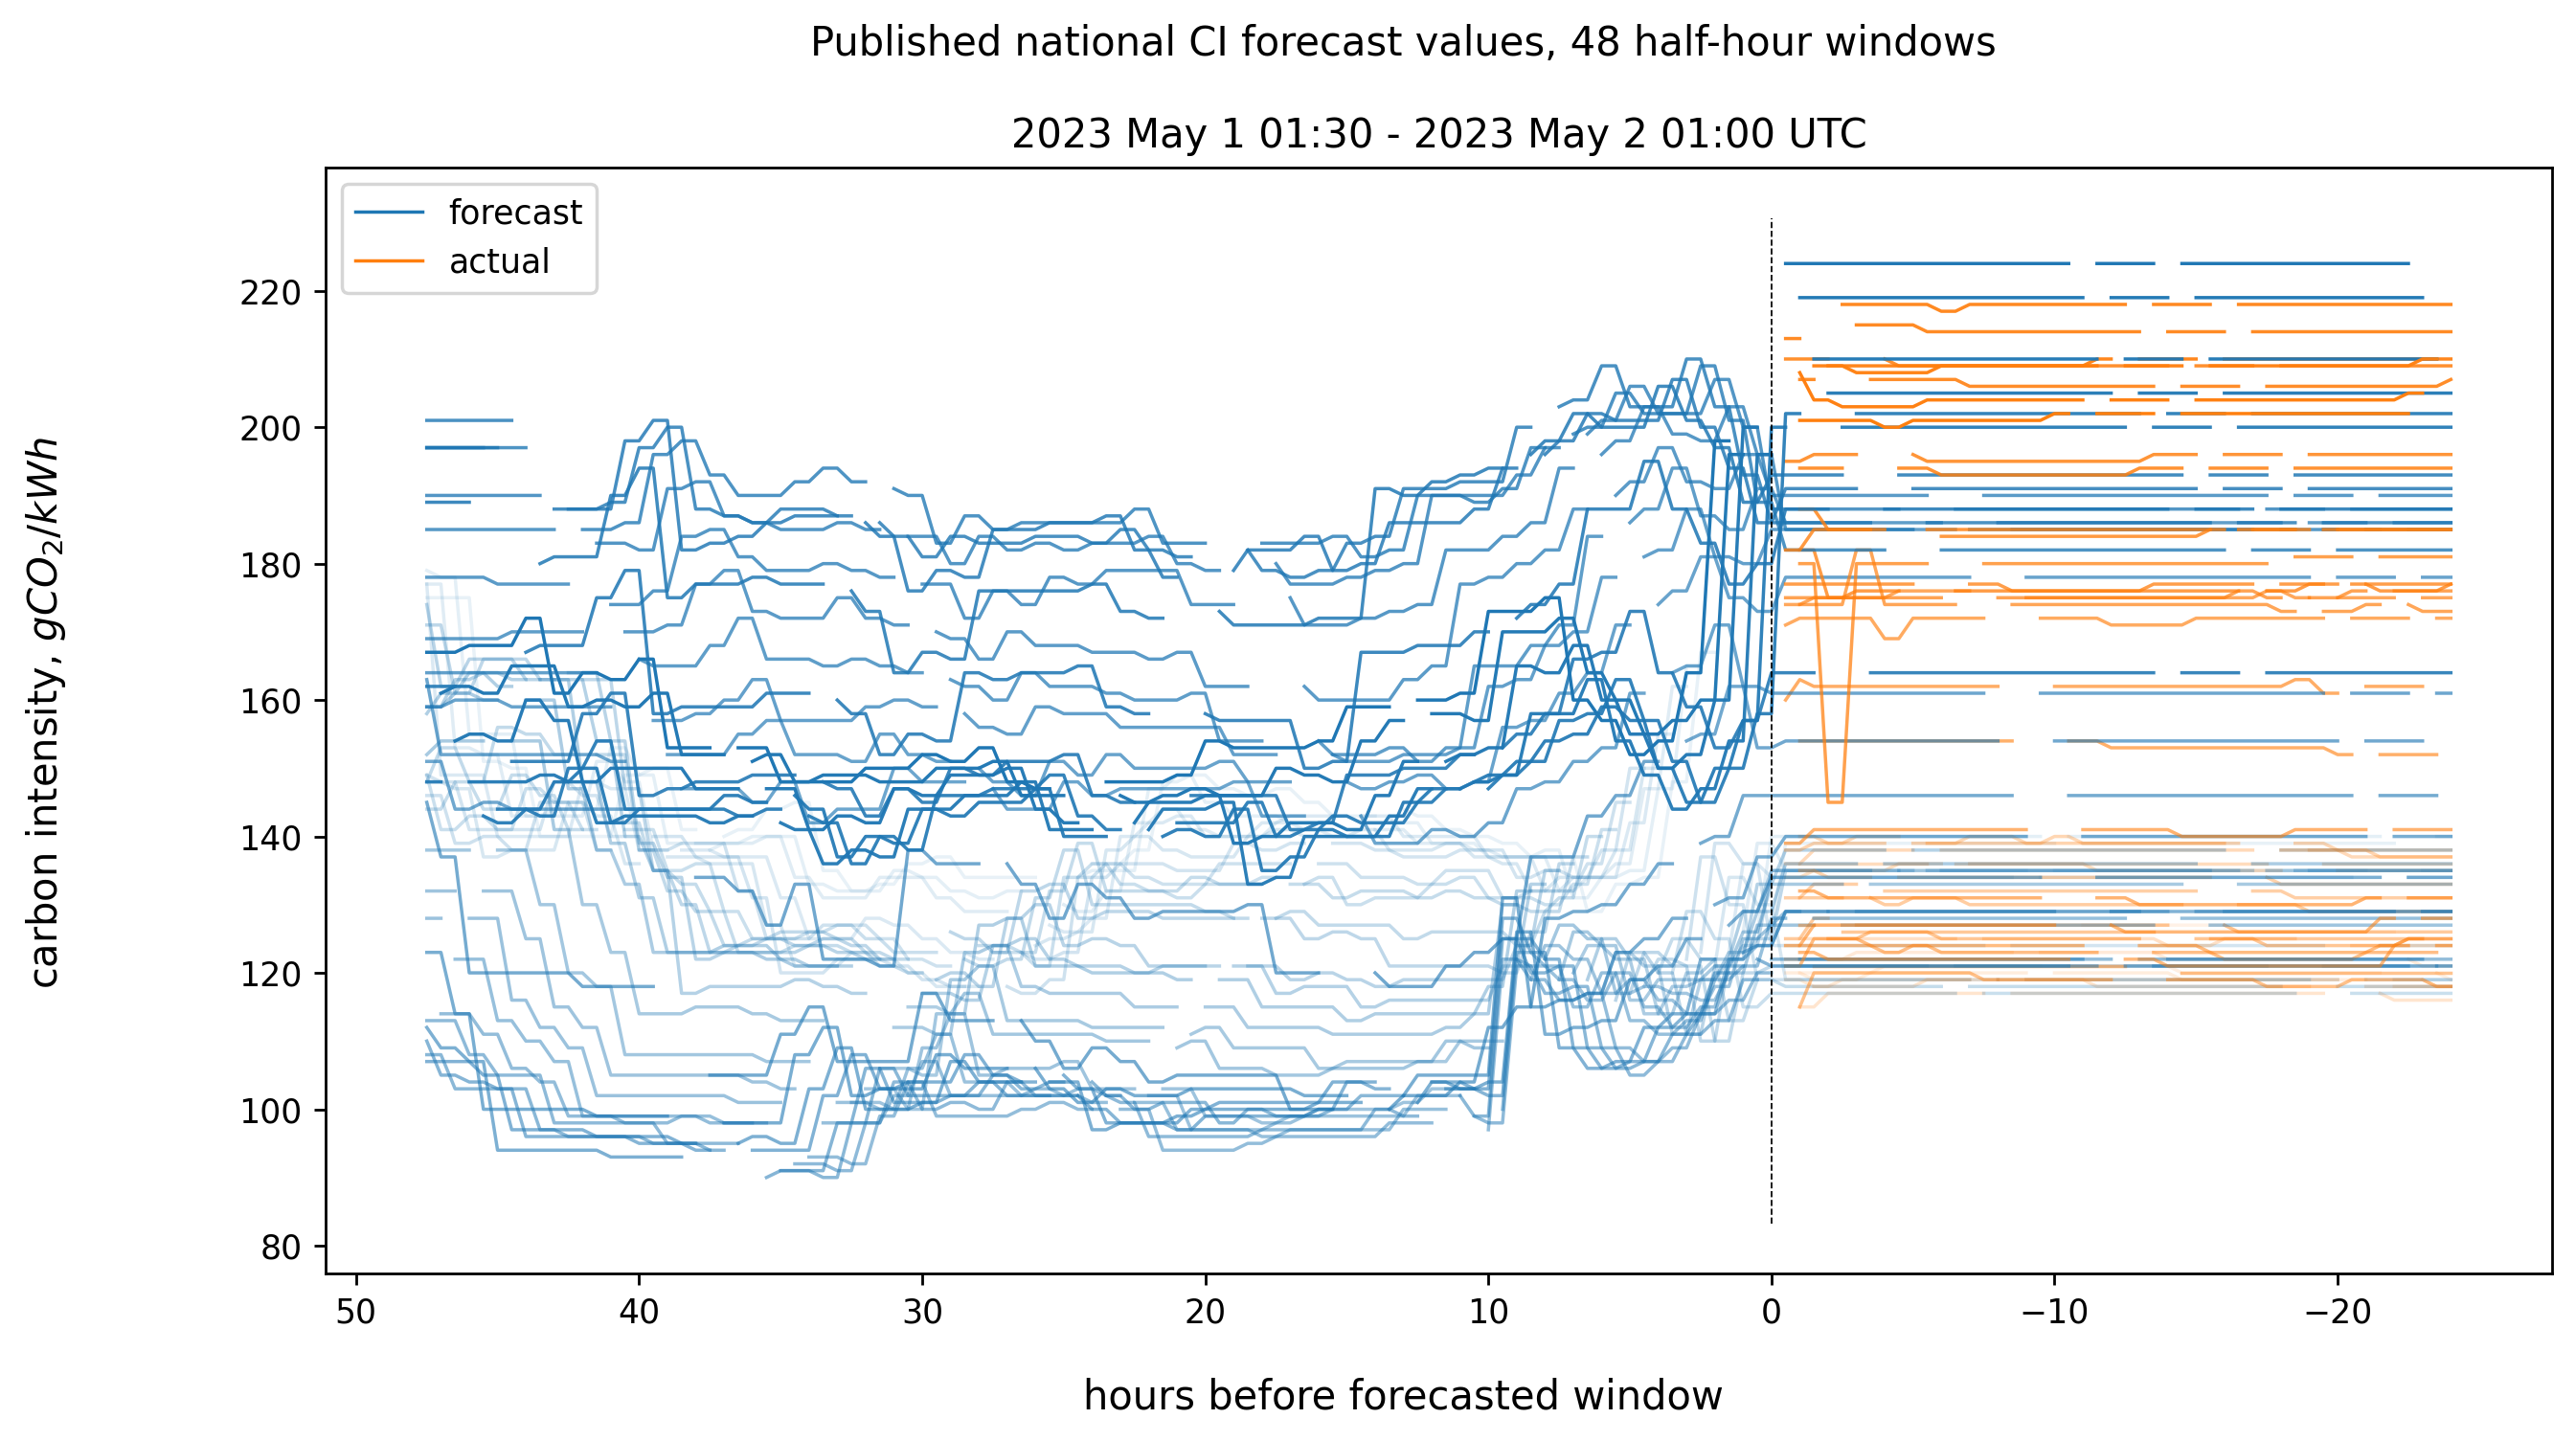 Published national CI forecast values, 48 half-hour windows
2023 May 1 01:30 - 2023 May 2 01:00 UTC
forecast
actual
carbon intensity, gCO₂/kWh
220
200
180
160
140
120
100
80
50
40
30
20
10
0
−10
−20
hours before forecasted window